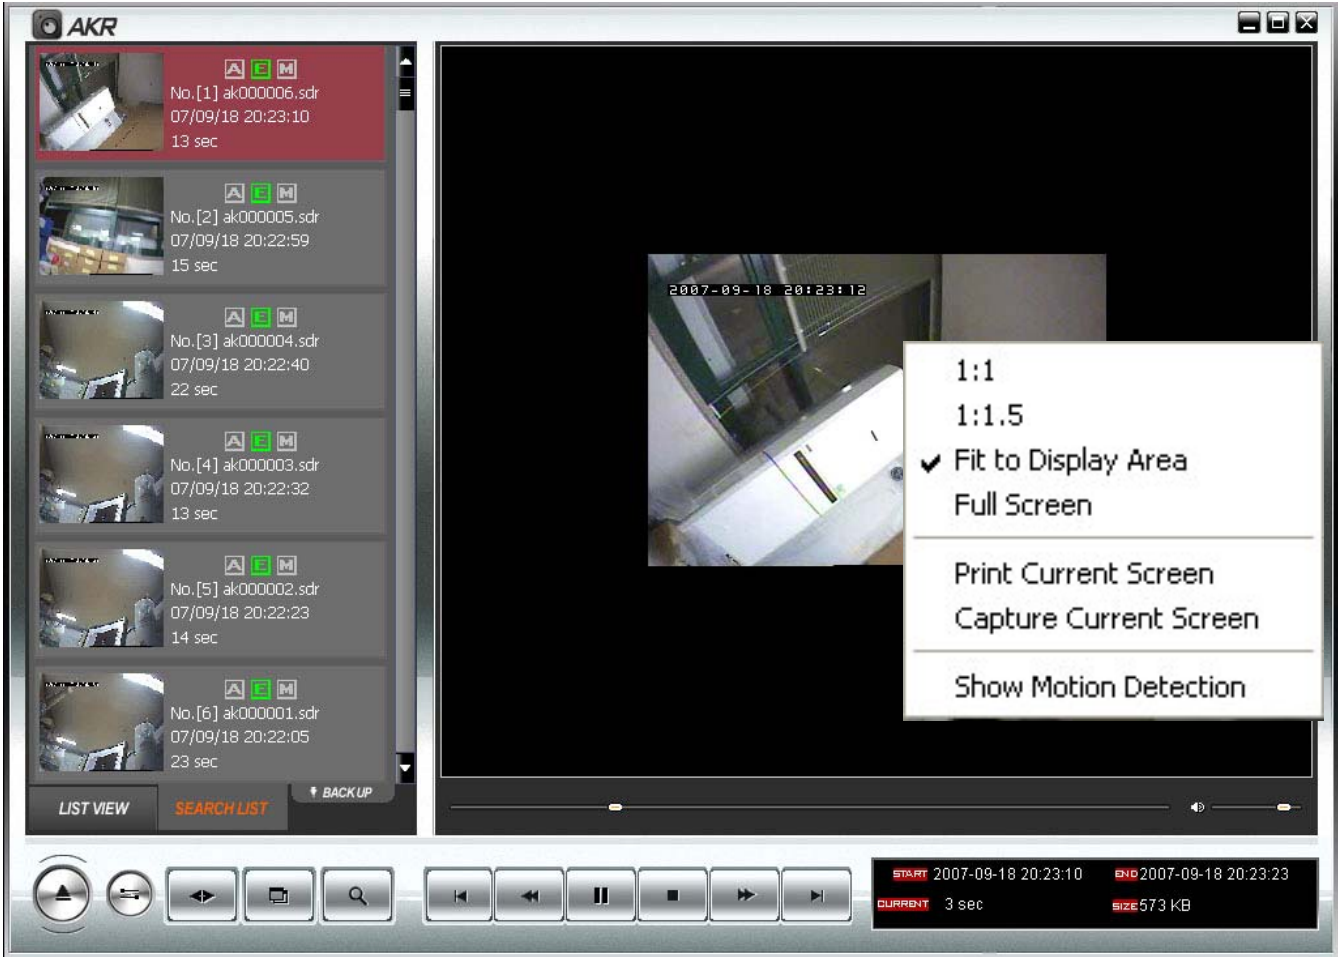 AKR
A E M
No.[1] ak000006.sdr
07/09/18 20:23:10
13 sec
A E M
No.[2] ak000005.sdr
07/09/18 20:22:59
15 sec
A E M
No.[3] ak000004.sdr
07/09/18 20:22:40
22 sec
A E M
No.[4] ak000003.sdr
07/09/18 20:22:32
13 sec
A E M
No.[5] ak000002.sdr
07/09/18 20:22:23
14 sec
A E M
No.[6] ak000001.sdr
07/09/18 20:22:05
23 sec
LIST VIEW
SEARCH LIST
BACK UP
2007-09-18 20:23:12
1:1
1:1.5
Fit to Display Area
Full Screen
Print Current Screen
Capture Current Screen
Show Motion Detection
START 2007-09-18 20:23:10
END 2007-09-18 20:23:23
CURRENT 3 sec
SIZE 573 KB